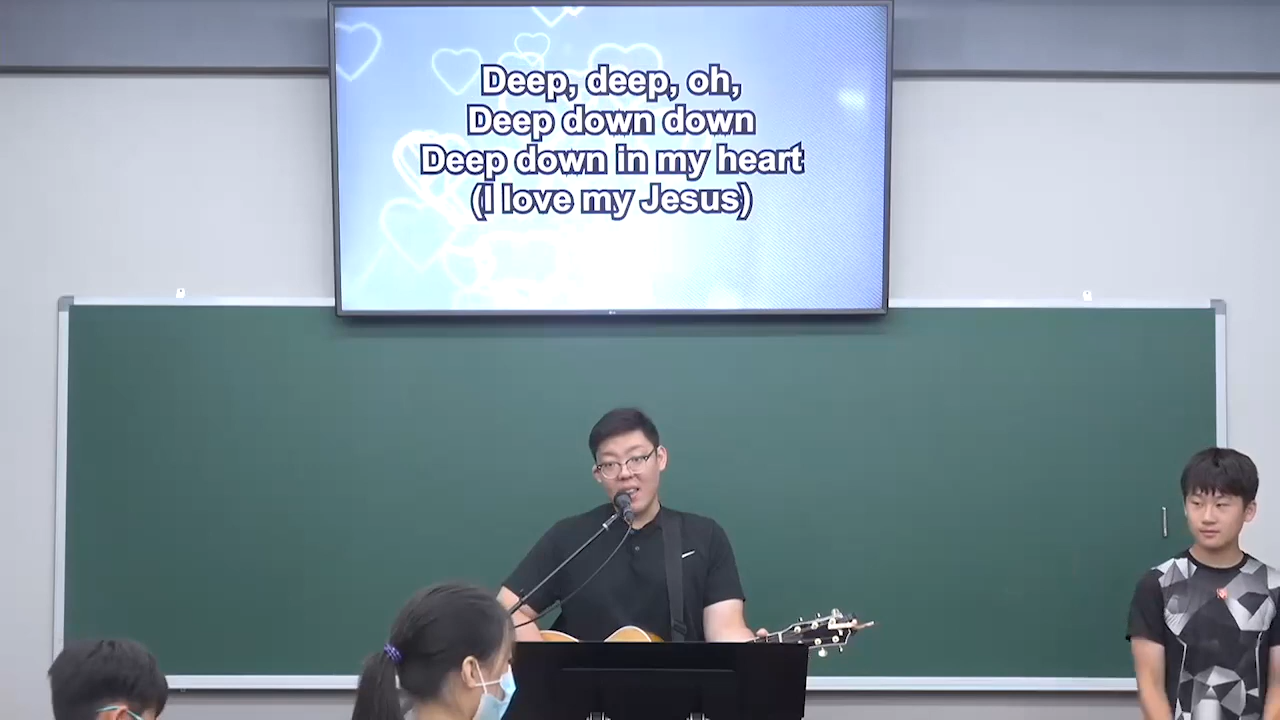 Deep, deep, oh,
Deep down down
Deep down in my heart
(I love my Jesus)